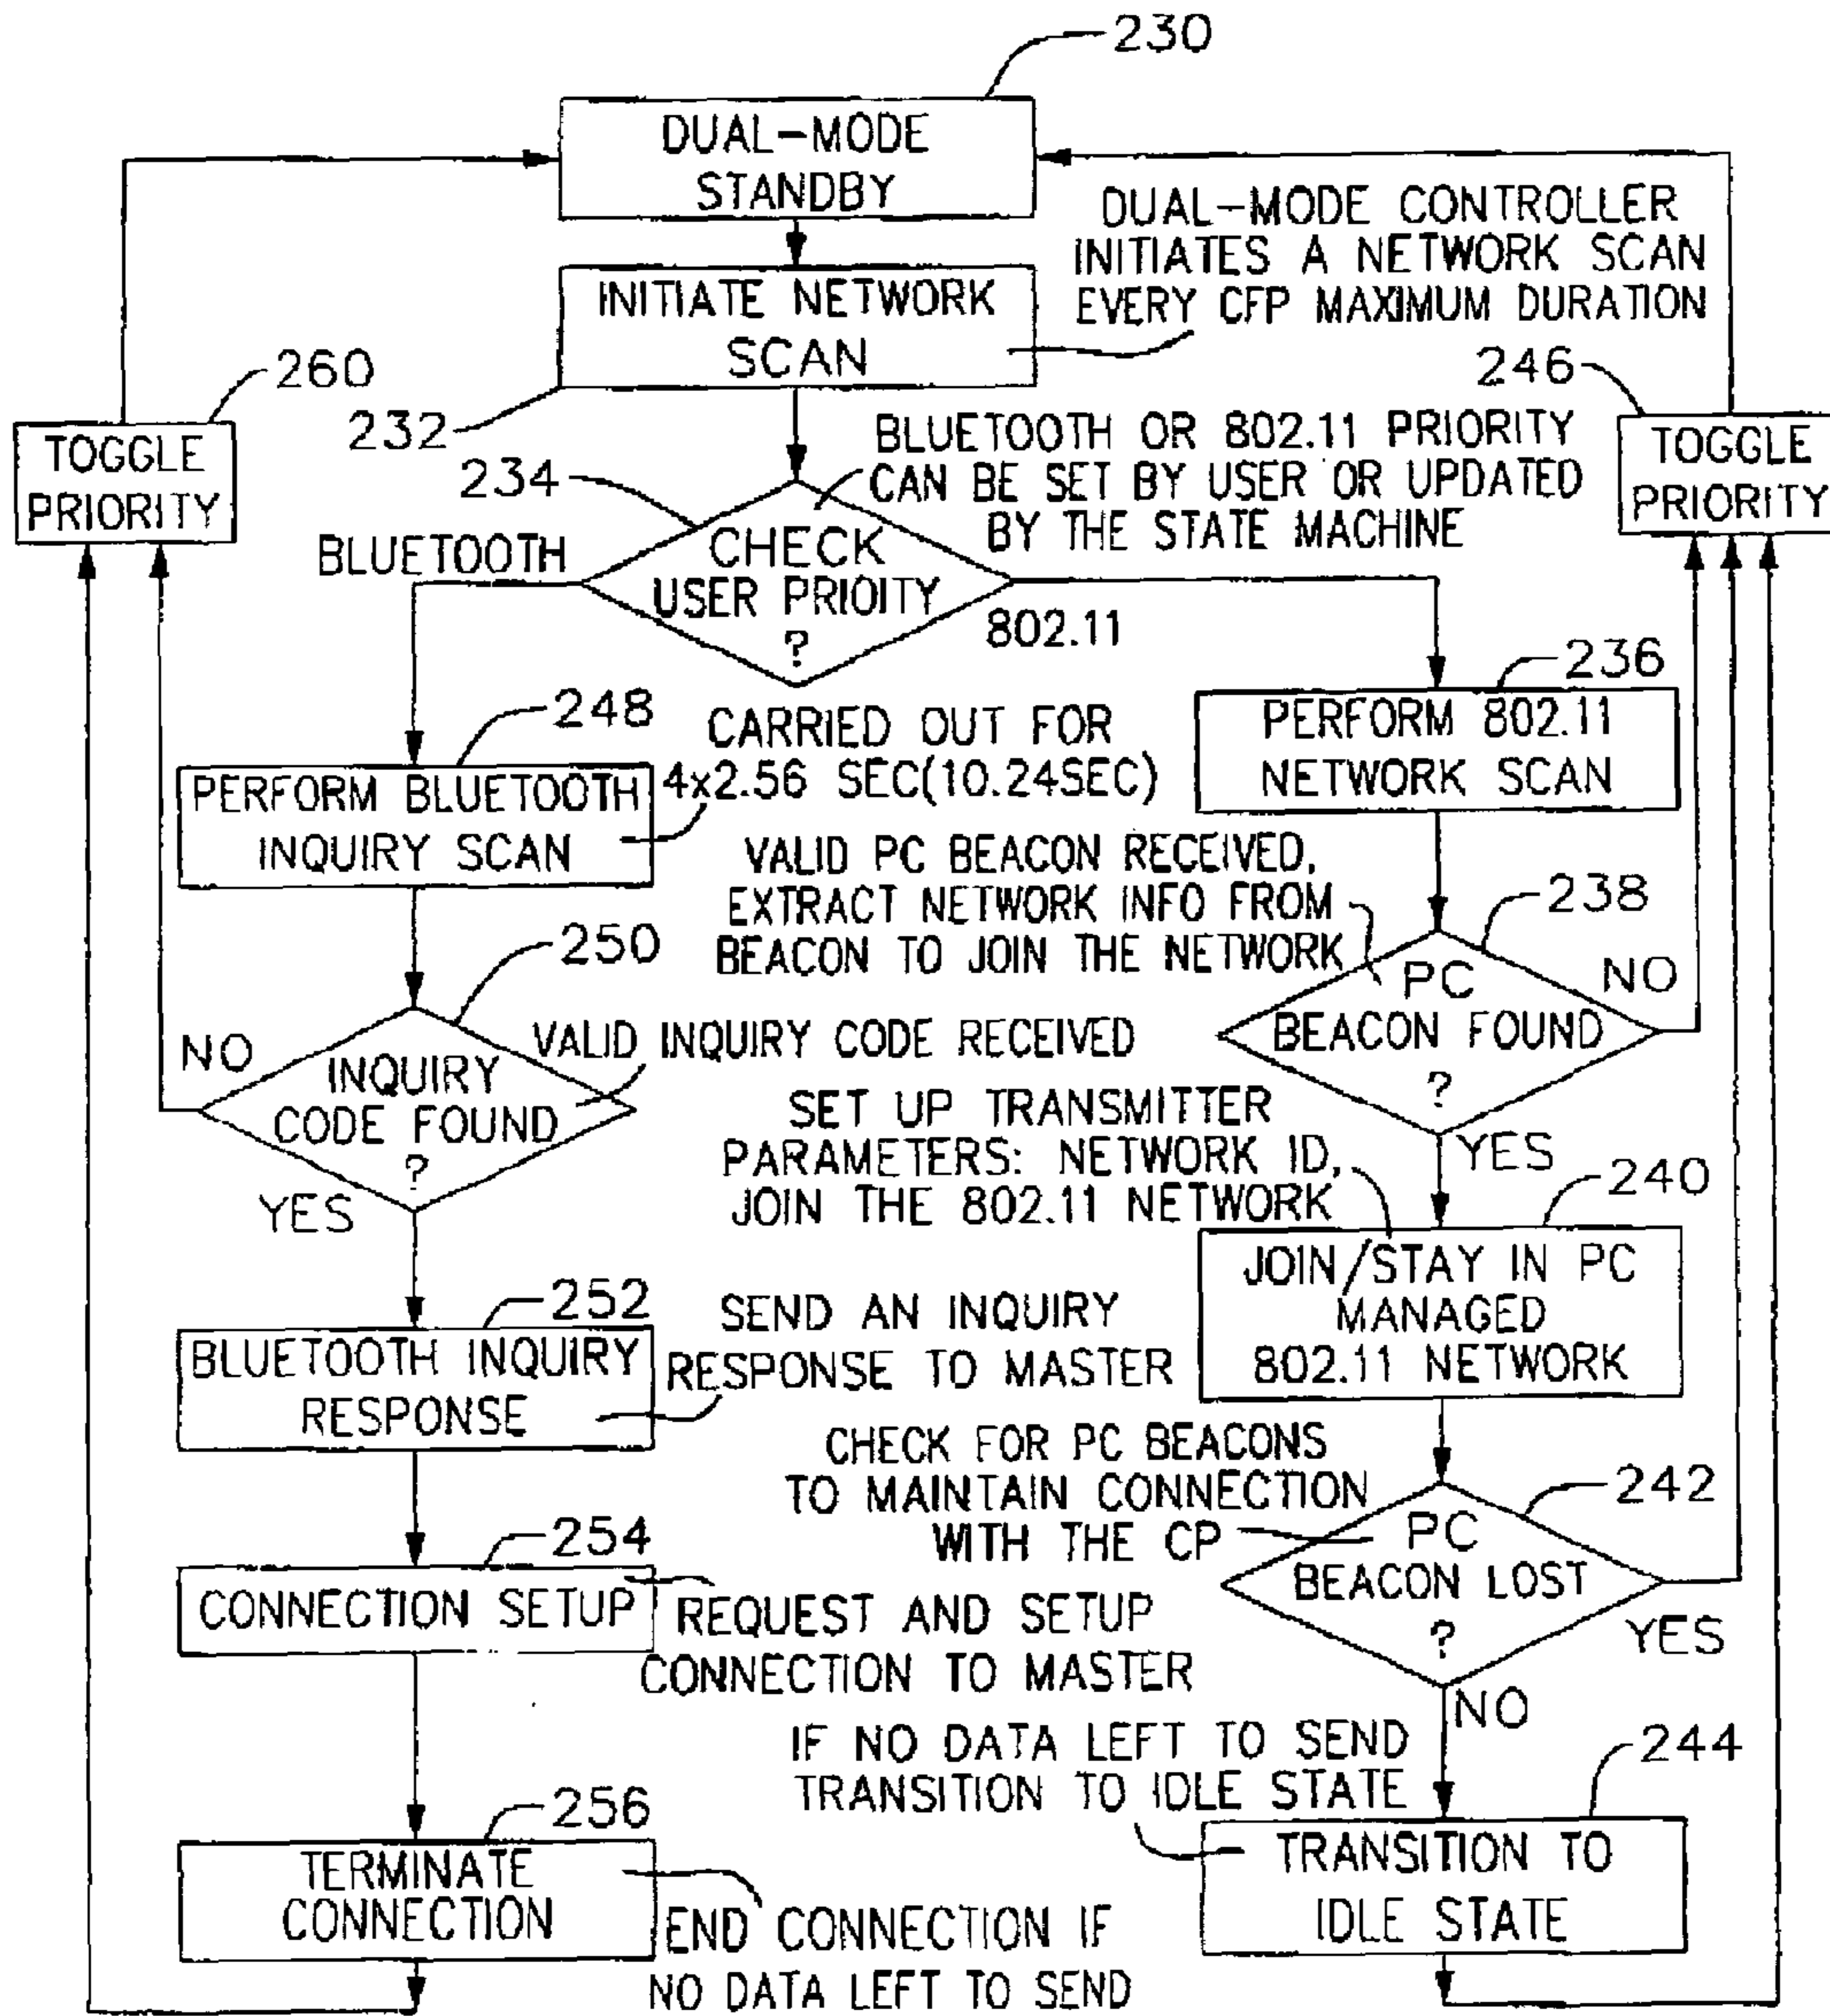 230
DUAL-MODE
STANDBY
DUAL-MODE CONTROLLER
INITIATES A NETWORK SCAN
EVERY CFP MAXIMUM DURATION
INITIATE NETWORK
SCAN
232
260
TOGGLE
PRIORITY
246
TOGGLE
PRIORITY
234
BLUETOOTH OR 802.11 PRIORITY
CAN BE SET BY USER OR UPDATED
BY THE STATE MACHINE
CHECK
USER PRIOITY
?
BLUETOOTH
802.11
248
PERFORM BLUETOOTH
INQUIRY SCAN
CARRIED OUT FOR
4x2.56 SEC(10.24SEC)
236
PERFORM 802.11
NETWORK SCAN
VALID PC BEACON RECEIVED,
EXTRACT NETWORK INFO FROM
BEACON TO JOIN THE NETWORK
238
PC
BEACON FOUND
?
NO
YES
250
INQUIRY
CODE FOUND
?
NO
YES
VALID INQUIRY CODE RECEIVED
SET UP TRANSMITTER
PARAMETERS: NETWORK ID,
JOIN THE 802.11 NETWORK
240
JOIN/STAY IN PC
MANAGED
802.11 NETWORK
252
BLUETOOTH INQUIRY
RESPONSE
SEND AN INQUIRY
RESPONSE TO MASTER
CHECK FOR PC BEACONS
TO MAINTAIN CONNECTION
WITH THE CP
242
PC
BEACON LOST
?
YES
NO
254
CONNECTION SETUP
REQUEST AND SETUP
CONNECTION TO MASTER
IF NO DATA LEFT TO SEND
TRANSITION TO IDLE STATE
244
TRANSITION TO
IDLE STATE
256
TERMINATE
CONNECTION
END CONNECTION IF
NO DATA LEFT TO SEND